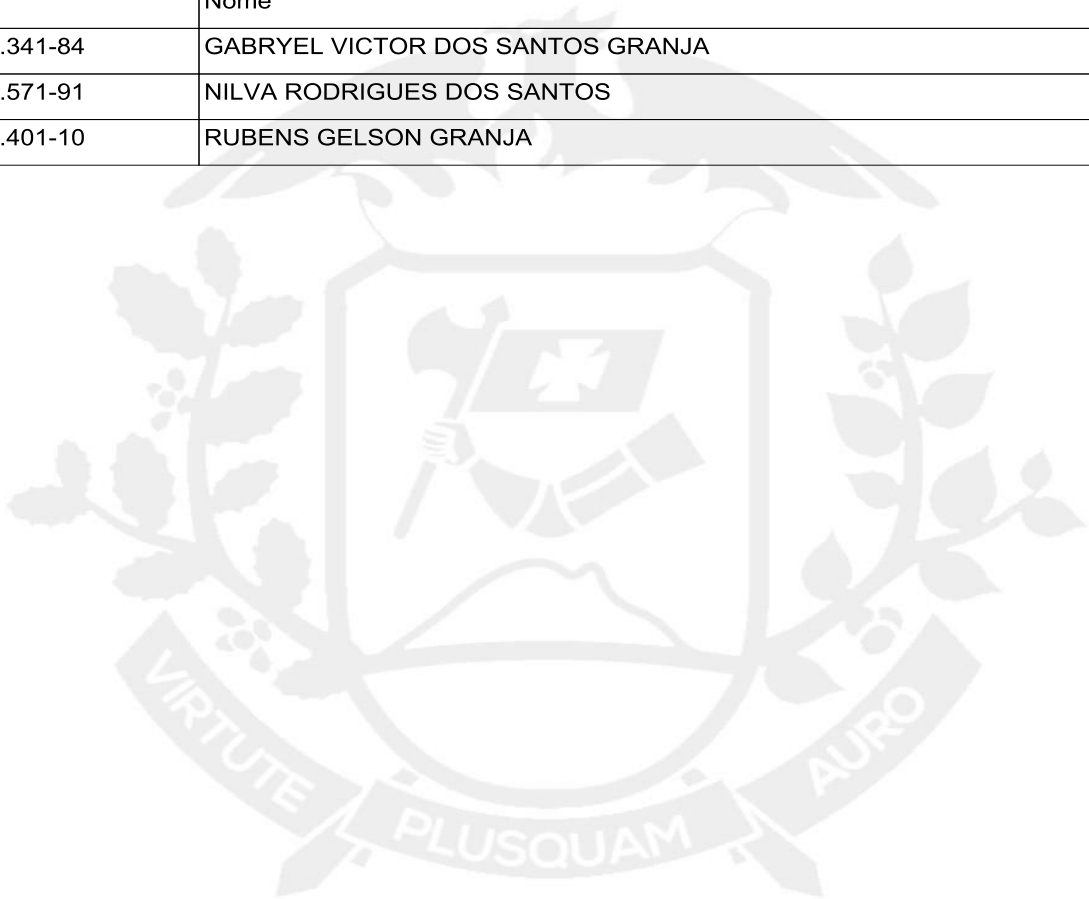 Nome
.341-84 GABRYEL VICTOR DOS SANTOS GRANJA
.571-91 NILVA RODRIGUES DOS SANTOS
.401-10 RUBENS GELSON GRANJA
VIRTUTE PLUSQUAM AURO